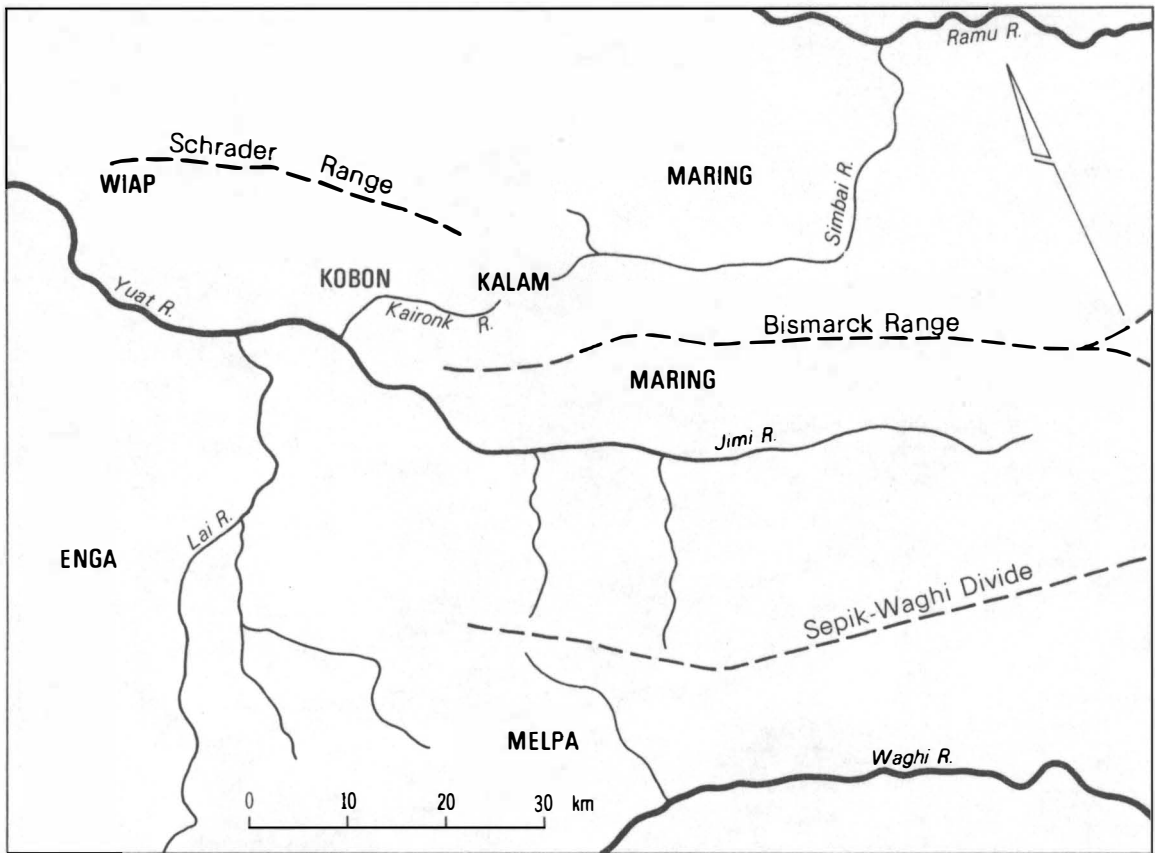 Ramu R.
Schrader Range
WIAP
MARING
Simbai R.
KOBON
KALAM
Yuat R.
Kaironk R.
Bismarck Range
MARING
Jimi R.
Lai R.
ENGA
Sepik-Waghi Divide
MELPA
Waghi R.
0 10 20 30 km